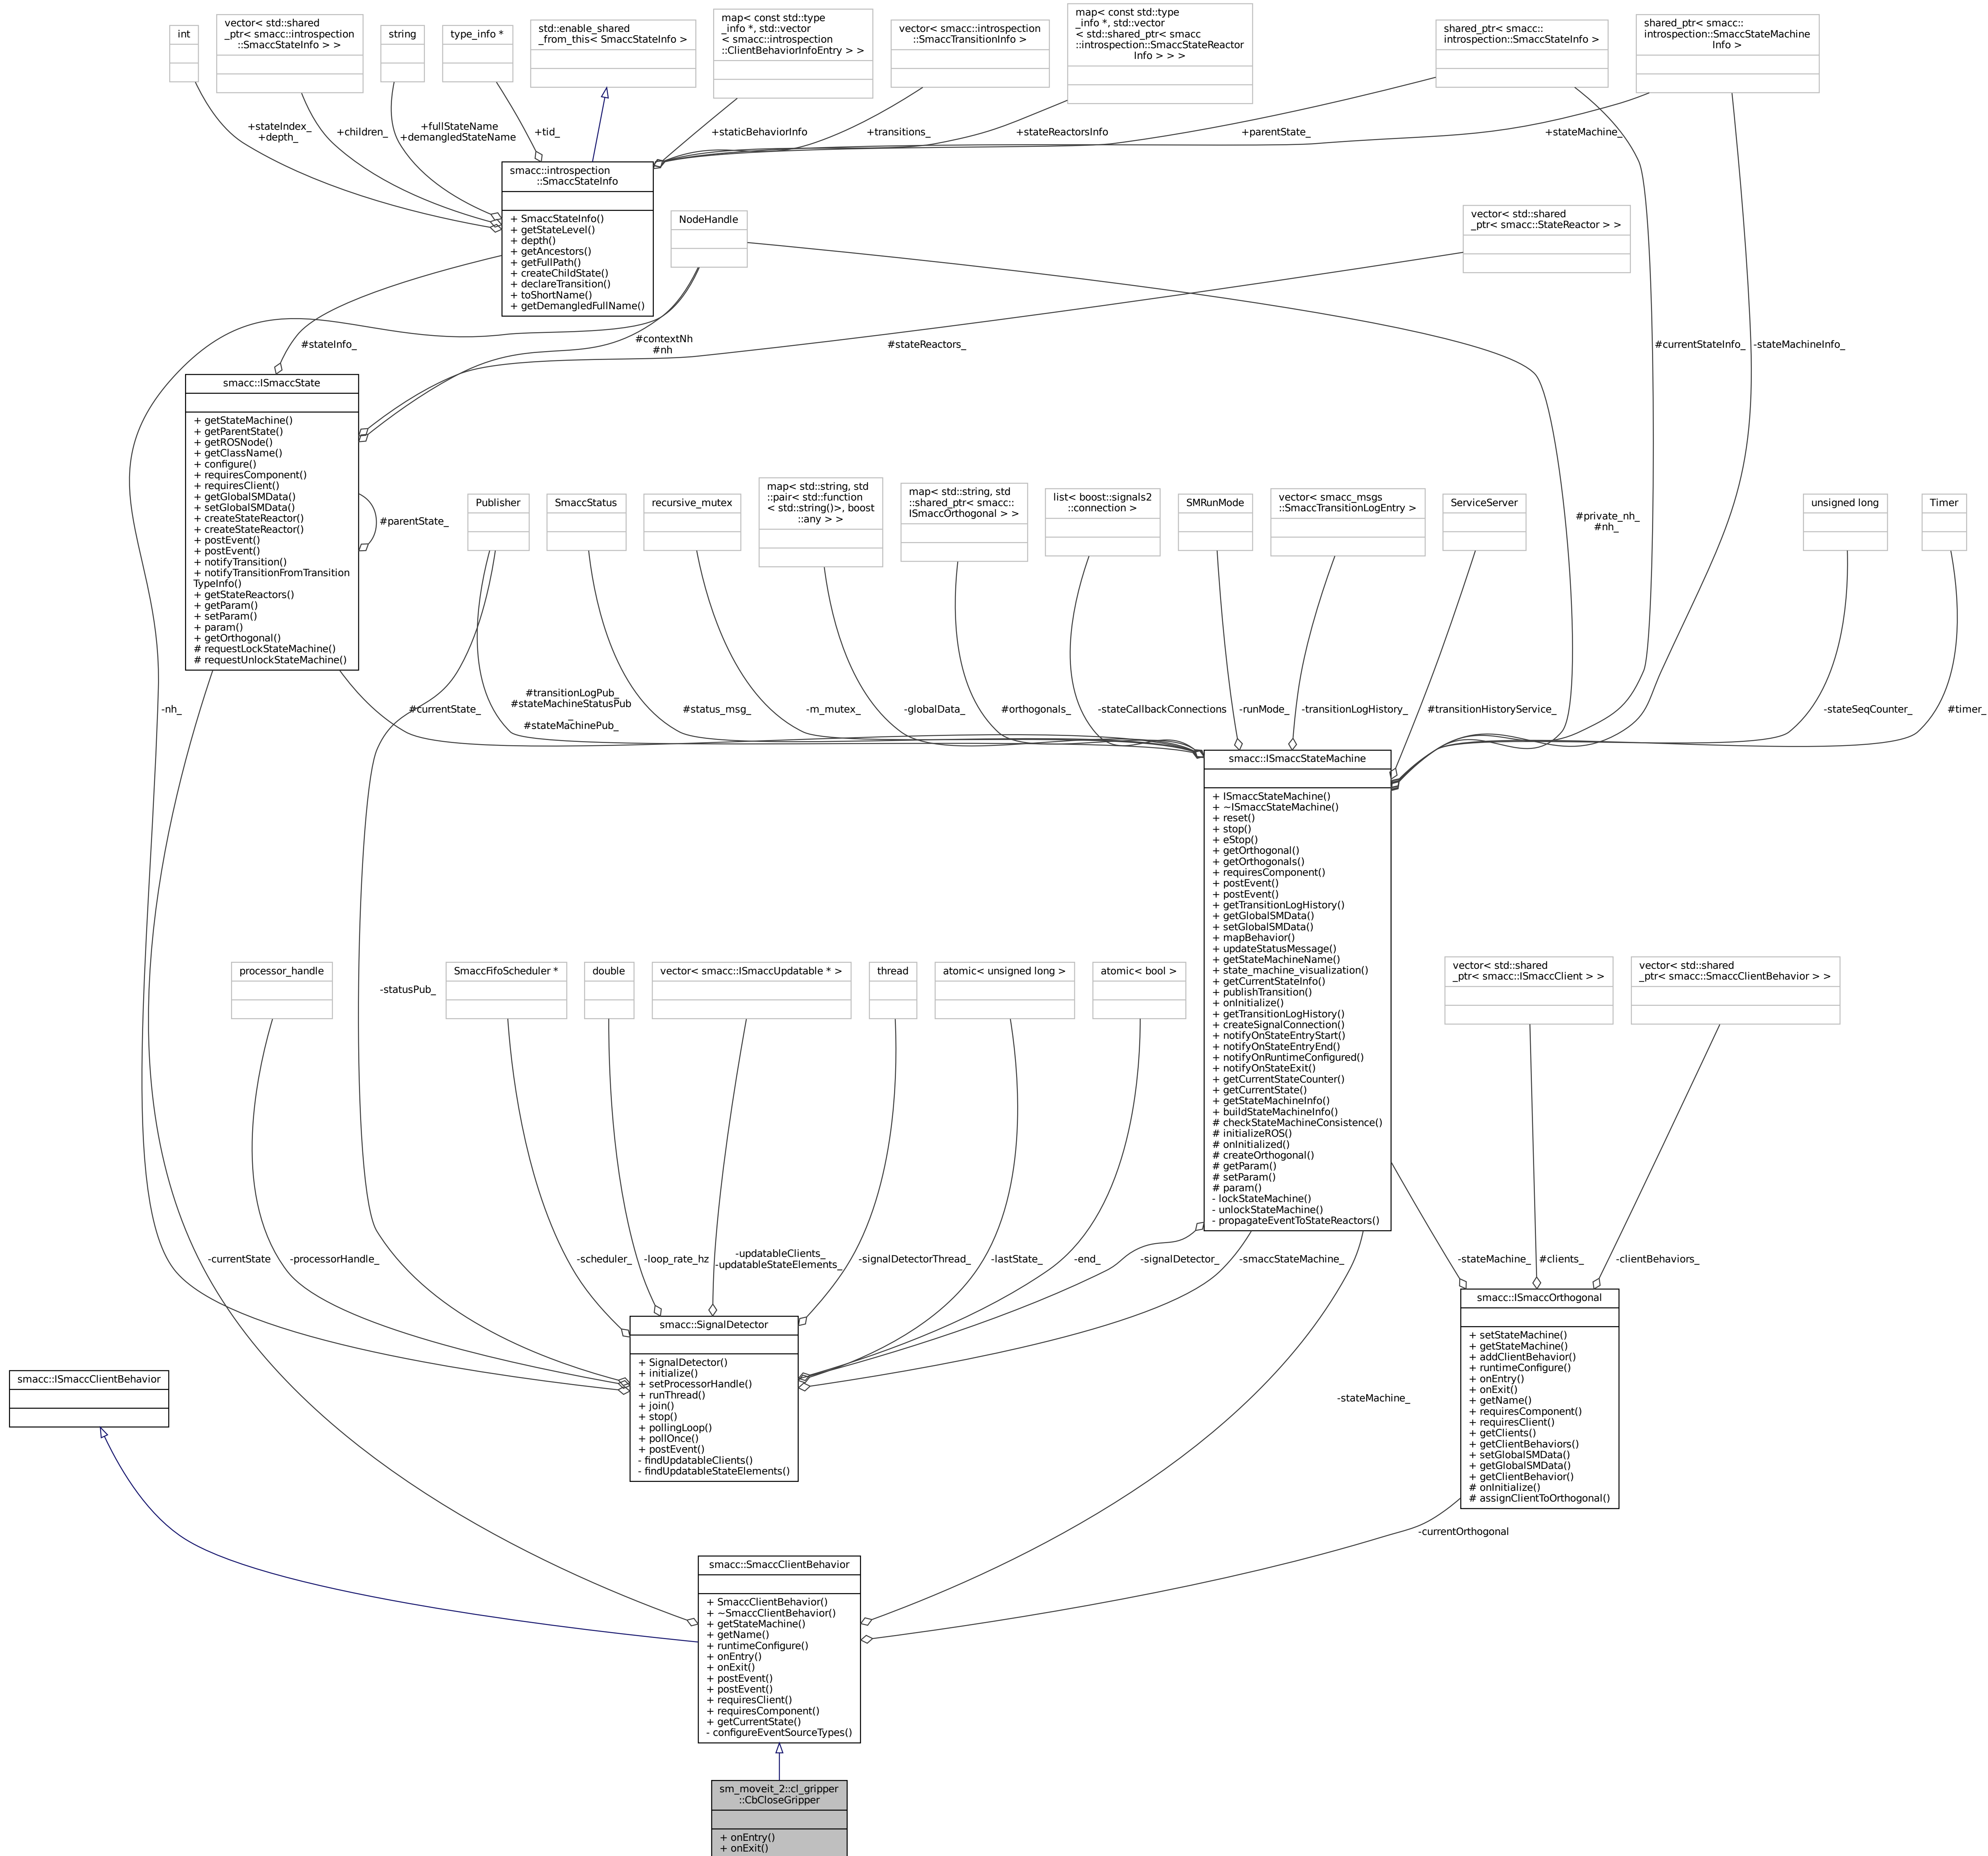 int
vector< std::shared
_ptr< smacc::introspection
::SmaccStateInfo > >
string
type_info *
std::enable_shared
_from_this< SmaccStateInfo >
map< const std::type
_info *, std::vector
< smacc::introspection
::ClientBehaviorInfoEntry > >
vector< smacc::introspection
::SmaccTransitionInfo >
map< const std::type
_info *, std::vector
< std::shared_ptr< smacc
::introspection::SmaccStateReactor
Info > > >
shared_ptr< smacc::
introspection::SmaccStateInfo >
shared_ptr< smacc::
introspection::SmaccStateMachine
Info >
+stateIndex_
+depth_
+children_
+fullStateName
+demangledStateName
+tid_
+staticBehaviorInfo
+transitions_
+stateReactorsInfo
+parentState_
+stateMachine_
smacc::introspection
::SmaccStateInfo
+ SmaccStateInfo()
+ getStateLevel()
+ depth()
+ getAncestors()
+ getFullPath()
+ createChildState()
+ declareTransition()
+ toShortName()
+ getDemangledFullName()
NodeHandle
vector< std::shared
_ptr< smacc::StateReactor > >
#stateInfo_
#contextNh
#nh
#stateReactors_
#currentStateInfo_
-stateMachineInfo_
smacc::ISmaccState
+ getStateMachine()
+ getParentState()
+ getROSNode()
+ getClassName()
+ configure()
+ requiresComponent()
+ requiresClient()
+ getGlobalSMData()
+ setGlobalSMData()
+ createStateReactor()
+ createStateReactor()
+ postEvent()
+ postEvent()
+ notifyTransition()
+ notifyTransitionFromTransition
TypeInfo()
+ getStateReactors()
+ getParam()
+ setParam()
+ param()
+ getOrthogonal()
# requestLockStateMachine()
# requestUnlockStateMachine()
#parentState_
Publisher
SmaccStatus
recursive_mutex
map< std::string, std
::pair< std::function
< std::string()>, boost
::any > >
map< std::string, std
::shared_ptr< smacc::
ISmaccOrthogonal > >
list< boost::signals2
::connection >
SMRunMode
vector< smacc_msgs
::SmaccTransitionLogEntry >
ServiceServer
#private_nh_
#nh_
unsigned long
Timer
-nh_
#currentState_
#transitionLogPub_
#stateMachineStatusPub
_
#stateMachinePub_
#status_msg_
-m_mutex_
-globalData_
#orthogonals_
-stateCallbackConnections
-runMode_
-transitionLogHistory_
#transitionHistoryService_
-stateSeqCounter_
#timer_
smacc::ISmaccStateMachine
+ ISmaccStateMachine()
+ ~ISmaccStateMachine()
+ reset()
+ stop()
+ eStop()
+ getOrthogonal()
+ getOrthogonals()
+ requiresComponent()
+ postEvent()
+ postEvent()
+ getTransitionLogHistory()
+ getGlobalSMData()
+ setGlobalSMData()
+ mapBehavior()
+ updateStatusMessage()
+ getStateMachineName()
+ state_machine_visualization()
+ getCurrentStateInfo()
+ publishTransition()
+ onInitialize()
+ getTransitionLogHistory()
+ createSignalConnection()
+ notifyOnStateEntryStart()
+ notifyOnStateEntryEnd()
+ notifyOnRuntimeConfigured()
+ notifyOnStateExit()
+ getCurrentStateCounter()
+ getCurrentState()
+ getStateMachineInfo()
+ buildStateMachineInfo()
# checkStateMachineConsistence()
# initializeROS()
# onInitialized()
# createOrthogonal()
# getParam()
# setParam()
# param()
- lockStateMachine()
- unlockStateMachine()
- propagateEventToStateReactors()
processor_handle
-statusPub_
SmaccFifoScheduler *
double
vector< smacc::ISmaccUpdatable * >
thread
atomic< unsigned long >
atomic< bool >
vector< std::shared
_ptr< smacc::ISmaccClient > >
vector< std::shared
_ptr< smacc::SmaccClientBehavior > >
-currentState
-processorHandle_
-scheduler_
-loop_rate_hz
-updatableClients_
-updatableStateElements_
-signalDetectorThread_
-lastState_
-end_
-signalDetector_
-smaccStateMachine_
-stateMachine_
#clients_
-clientBehaviors_
smacc::SignalDetector
+ SignalDetector()
+ initialize()
+ setProcessorHandle()
+ runThread()
+ join()
+ stop()
+ pollingLoop()
+ pollOnce()
+ postEvent()
- findUpdatableClients()
- findUpdatableStateElements()
smacc::ISmaccOrthogonal
+ setStateMachine()
+ getStateMachine()
+ addClientBehavior()
+ runtimeConfigure()
+ onEntry()
+ onExit()
+ getName()
+ requiresComponent()
+ requiresClient()
+ getClients()
+ getClientBehaviors()
+ setGlobalSMData()
+ getGlobalSMData()
+ getClientBehavior()
# onInitialize()
# assignClientToOrthogonal()
smacc::ISmaccClientBehavior
-stateMachine_
-currentOrthogonal
smacc::SmaccClientBehavior
+ SmaccClientBehavior()
+ ~SmaccClientBehavior()
+ getStateMachine()
+ getName()
+ runtimeConfigure()
+ onEntry()
+ onExit()
+ postEvent()
+ postEvent()
+ requiresClient()
+ requiresComponent()
+ getCurrentState()
- configureEventSourceTypes()
sm_moveit_2::cl_gripper
::CbCloseGripper
+ onEntry()
+ onExit()